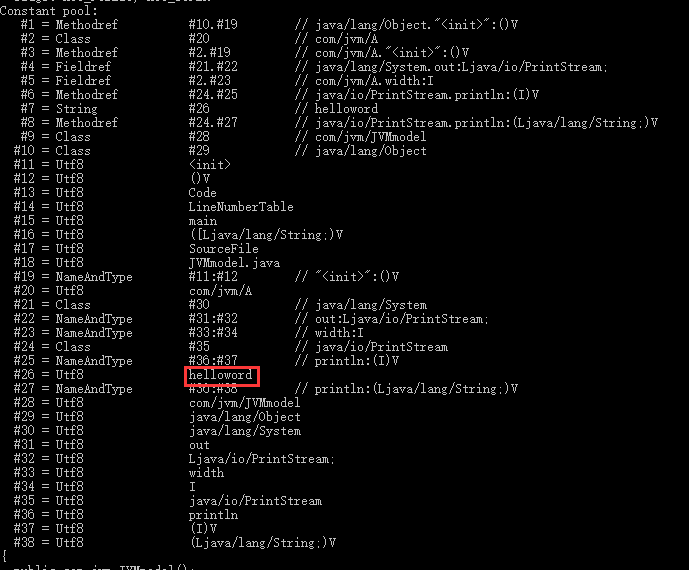 Constant pool:
#1 = Methodref #10.#19 // java/lang/Object."<init>":()V
#2 = Class #20 // com/jvm/A
#3 = Methodref #2.#19 // com/jvm/A."<init>":()V
#4 = Fieldref #21.#22 // java/lang/System.out:Ljava/io/PrintStream;
#5 = Fieldref #2.#23 // com/jvm/A.width:I
#6 = Methodref #24.#25 // java/io/PrintStream.println:(I)V
#7 = String #26 // helloword
#8 = Methodref #24.#27 // java/io/PrintStream.println:(Ljava/lang/String;)V
#9 = Class #28 // com/jvm/JVMmodel
#10 = Class #29 // java/lang/Object
#11 = Utf8 <init>
#12 = Utf8 ()V
#13 = Utf8 Code
#14 = Utf8 LineNumberTable
#15 = Utf8 main
#16 = Utf8 ([Ljava/lang/String;)V
#17 = Utf8 SourceFile
#18 = Utf8 JVMmodel.java
#19 = NameAndType #11:#12 // "<init>":()V
#20 = Utf8 com/jvm/A
#21 = Class #30 // java/lang/System
#22 = NameAndType #31:#32 // out:Ljava/io/PrintStream;
#23 = NameAndType #33:#34 // width:I
#24 = Class #35 // java/io/PrintStream
#25 = NameAndType #36:#37 // println:(I)V
#26 = Utf8 helloword
#27 = NameAndType #36:#38 // println:(Ljava/lang/String;)V
#28 = Utf8 com/jvm/JVMmodel
#29 = Utf8 java/lang/Object
#30 = Utf8 java/lang/System
#31 = Utf8 out
#32 = Utf8 Ljava/io/PrintStream;
#33 = Utf8 width
#34 = Utf8 I
#35 = Utf8 java/io/PrintStream
#36 = Utf8 println
#37 = Utf8 (I)V
#38 = Utf8 (Ljava/lang/String;)V
{